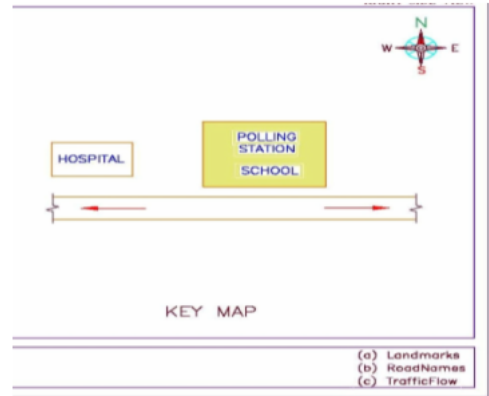 N
W E
S
POLLING
STATION
HOSPITAL
SCHOOL
KEY MAP
(a) Landmarks
(b) RoadNames
(c) TrafficFlow